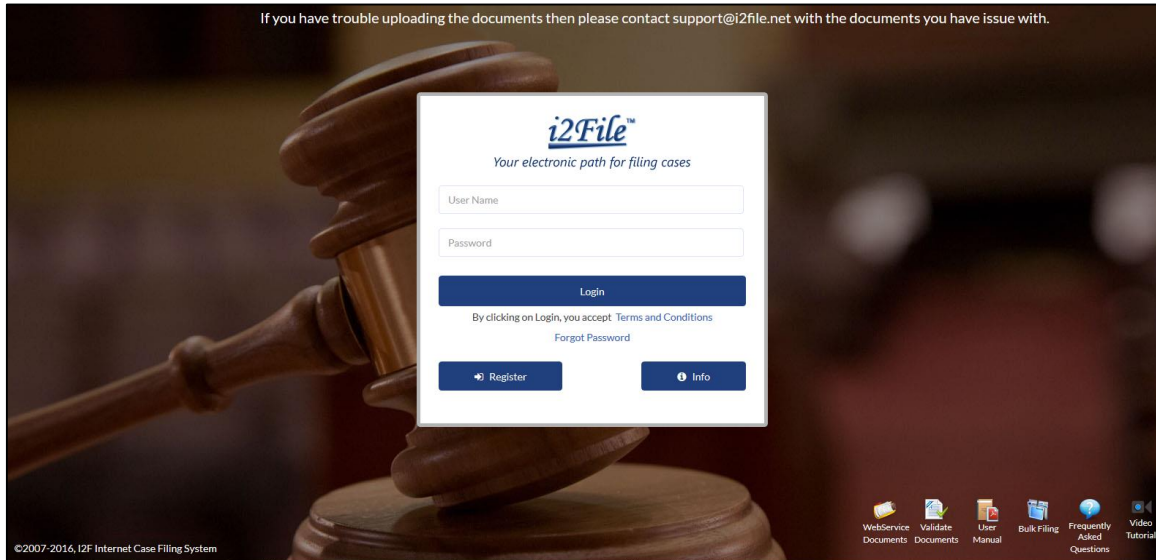 If you have trouble uploading the documents then please contact support@i2file.net with the documents you have issue with.
i2File™
Your electronic path for filing cases
User Name
Password
Login
By clicking on Login, you accept Terms and Conditions
Forgot Password
Register
Info
WebService
Documents
Validate
Documents
User
Manual
Bulk Filing
Frequently
Asked
Questions
Video
Tutorial
©2007-2016, I2F Internet Case Filing System